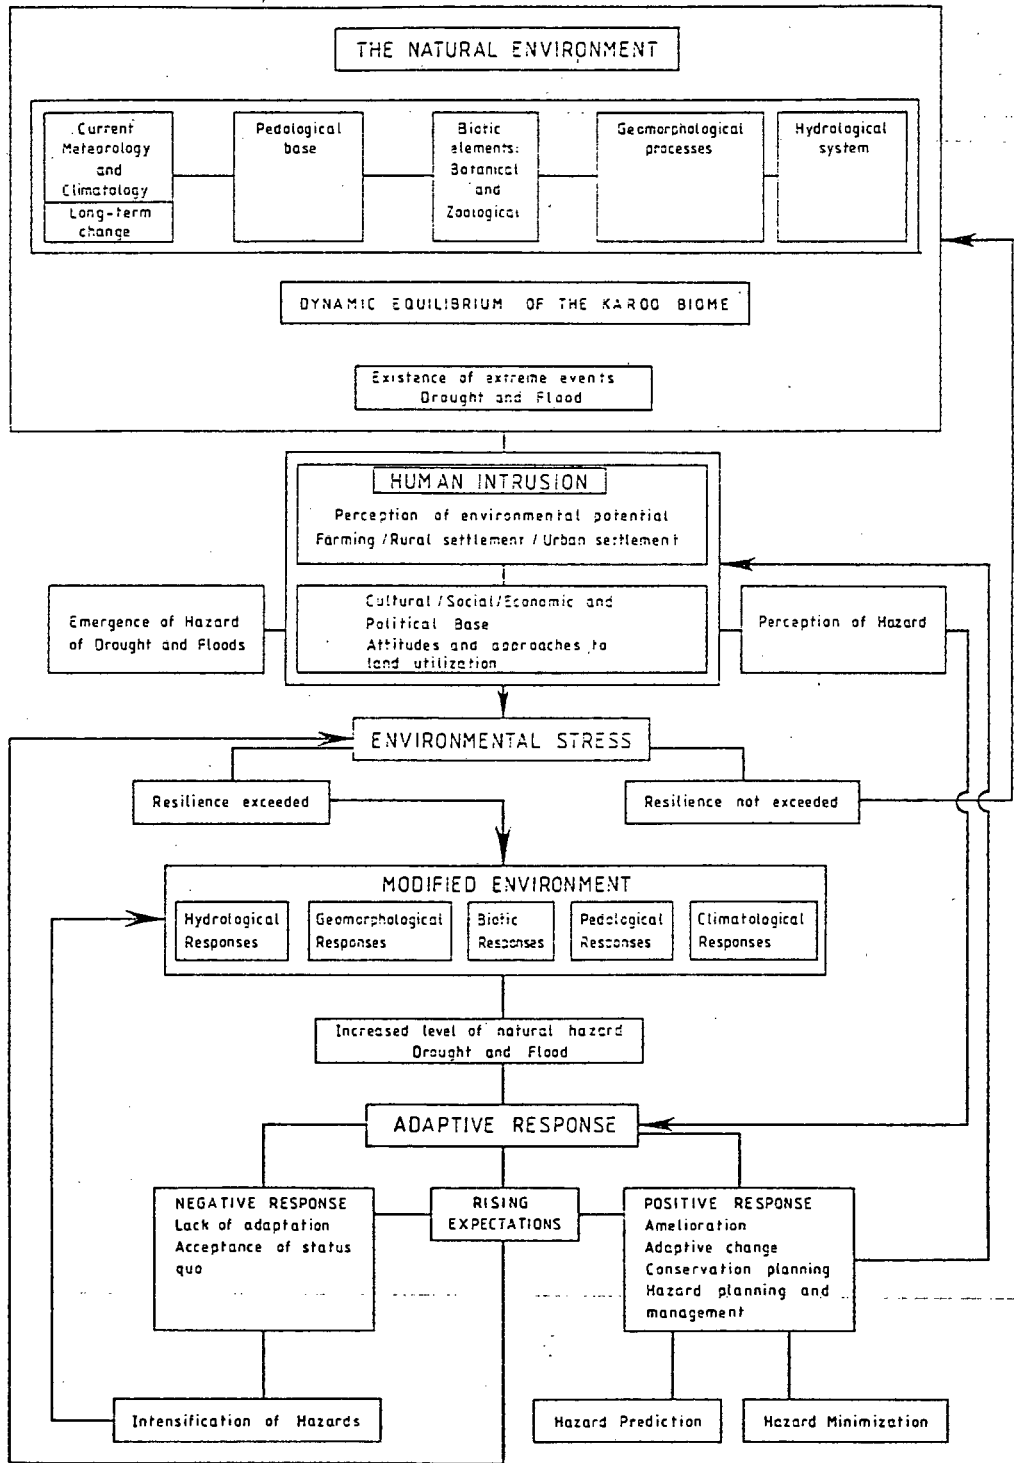 THE NATURAL ENVIRONMENT
Current
Meteorology
and
Climatology
Long-term
change
Pedological
base
Biotic
elements:
Botanical
and
Zoological
Geomorphological
processes
Hydrological
system
DYNAMIC EQUILIBRIUM OF THE KAROO BIOME
Existence of extreme events
Drought and Flood
HUMAN INTRUSION
Perception of environmental potential
Farming / Rural settlement / Urban settlement
Cultural / Social / Economic and
Political Base
Attitudes and approaches to
land utilization
Emergence of Hazard
of Drought and Floods
Perception of Hazard
ENVIRONMENTAL STRESS
Resilience exceeded
Resilience not exceeded
MODIFIED ENVIRONMENT
Hydrological
Responses
Geomorphological
Responses
Biotic
Responses
Pedological
Responses
Climatological
Responses
Increased level of natural hazard
Drought and Flood
ADAPTIVE RESPONSE
NEGATIVE RESPONSE
Lack of adaptation
Acceptance of status
quo
RISING
EXPECTATIONS
POSITIVE RESPONSE
Amelioration
Adaptive change
Conservation planning
Hazard planning and
management
Intensification of Hazards
Hazard Prediction
Hazard Minimization